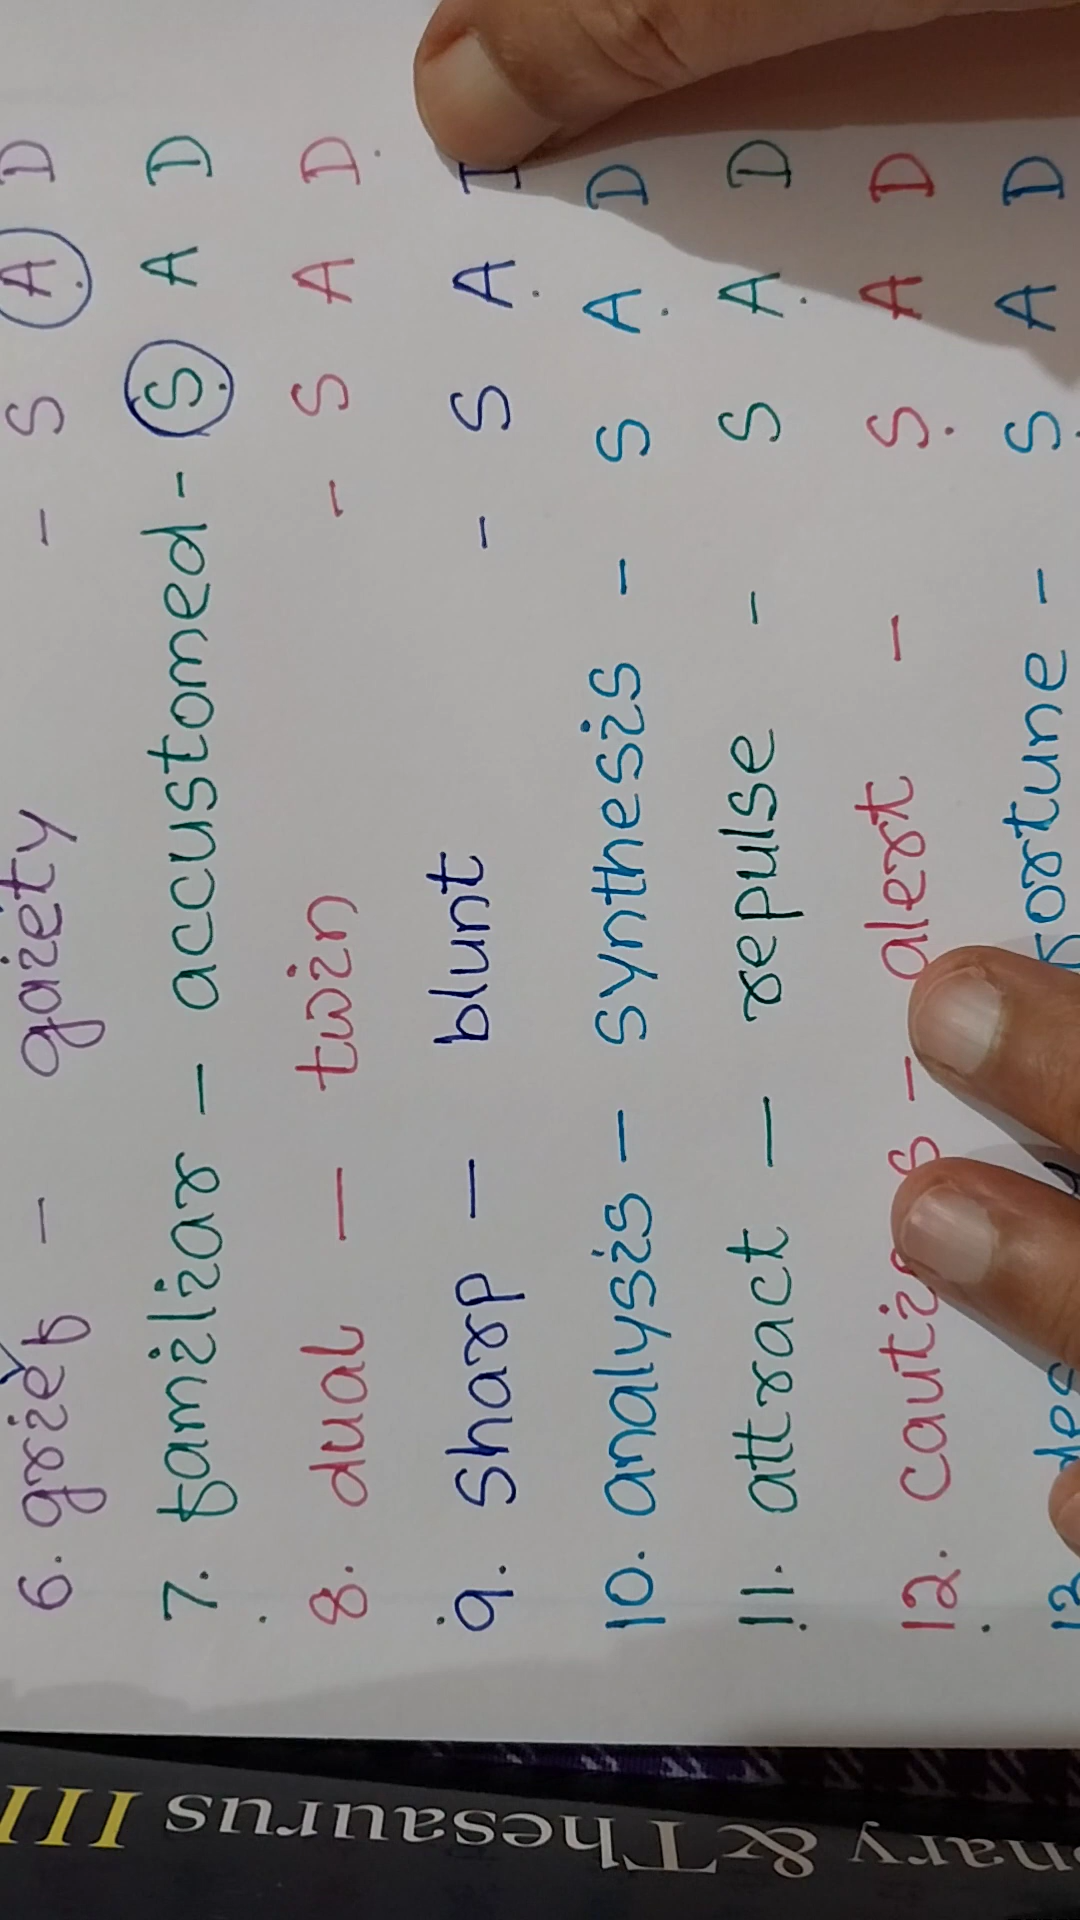 6. grief - gaiety - S A D
7. familiar - accustomed - S A D
8. dual - twin - S A D
9. sharp - blunt - S A
10. analysis - synthesis - S A D
11. attract - repulse - S A D
12. - alert - S A D
- S A D
& Thesaurus III